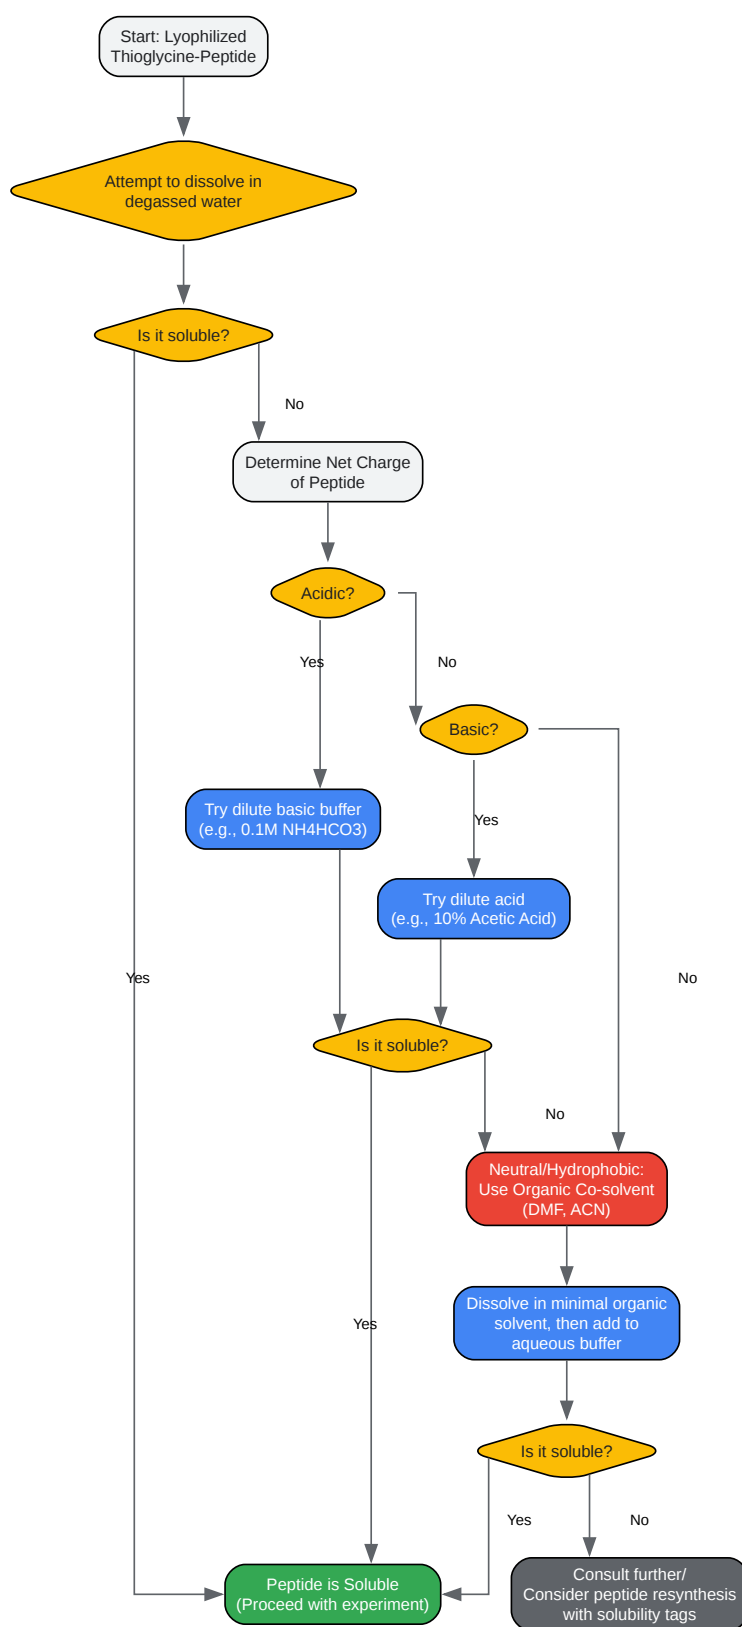 Start: Lyophilized
Thioglycine-Peptide
Attempt to dissolve in
degassed water
Is it soluble?
No
Determine Net Charge
of Peptide
Acidic?
Yes
No
Basic?
Try dilute basic buffer
(e.g., 0.1M NH4HCO3)
Yes
Try dilute acid
(e.g., 10% Acetic Acid)
Yes
No
Is it soluble?
No
Neutral/Hydrophobic:
Use Organic Co-solvent
(DMF, ACN)
Dissolve in minimal organic
solvent, then add to
aqueous buffer
Yes
Is it soluble?
Yes
No
Peptide is Soluble
(Proceed with experiment)
Consult further/
Consider peptide resynthesis
with solubility tags